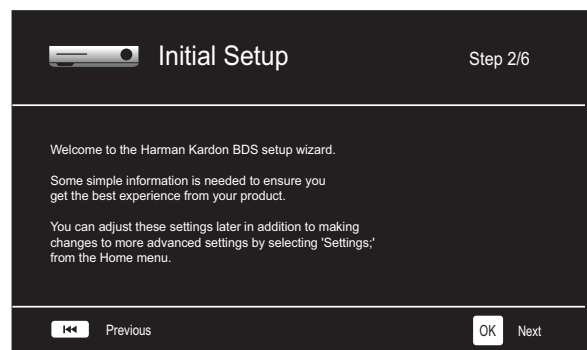 Initial Setup
Step 2/6
Welcome to the Harman Kardon BDS setup wizard.
Some simple information is needed to ensure you
get the best experience from your product.
You can adjust these settings later in addition to making
changes to more advanced settings by selecting 'Settings;'
from the Home menu.
Previous
OK Next